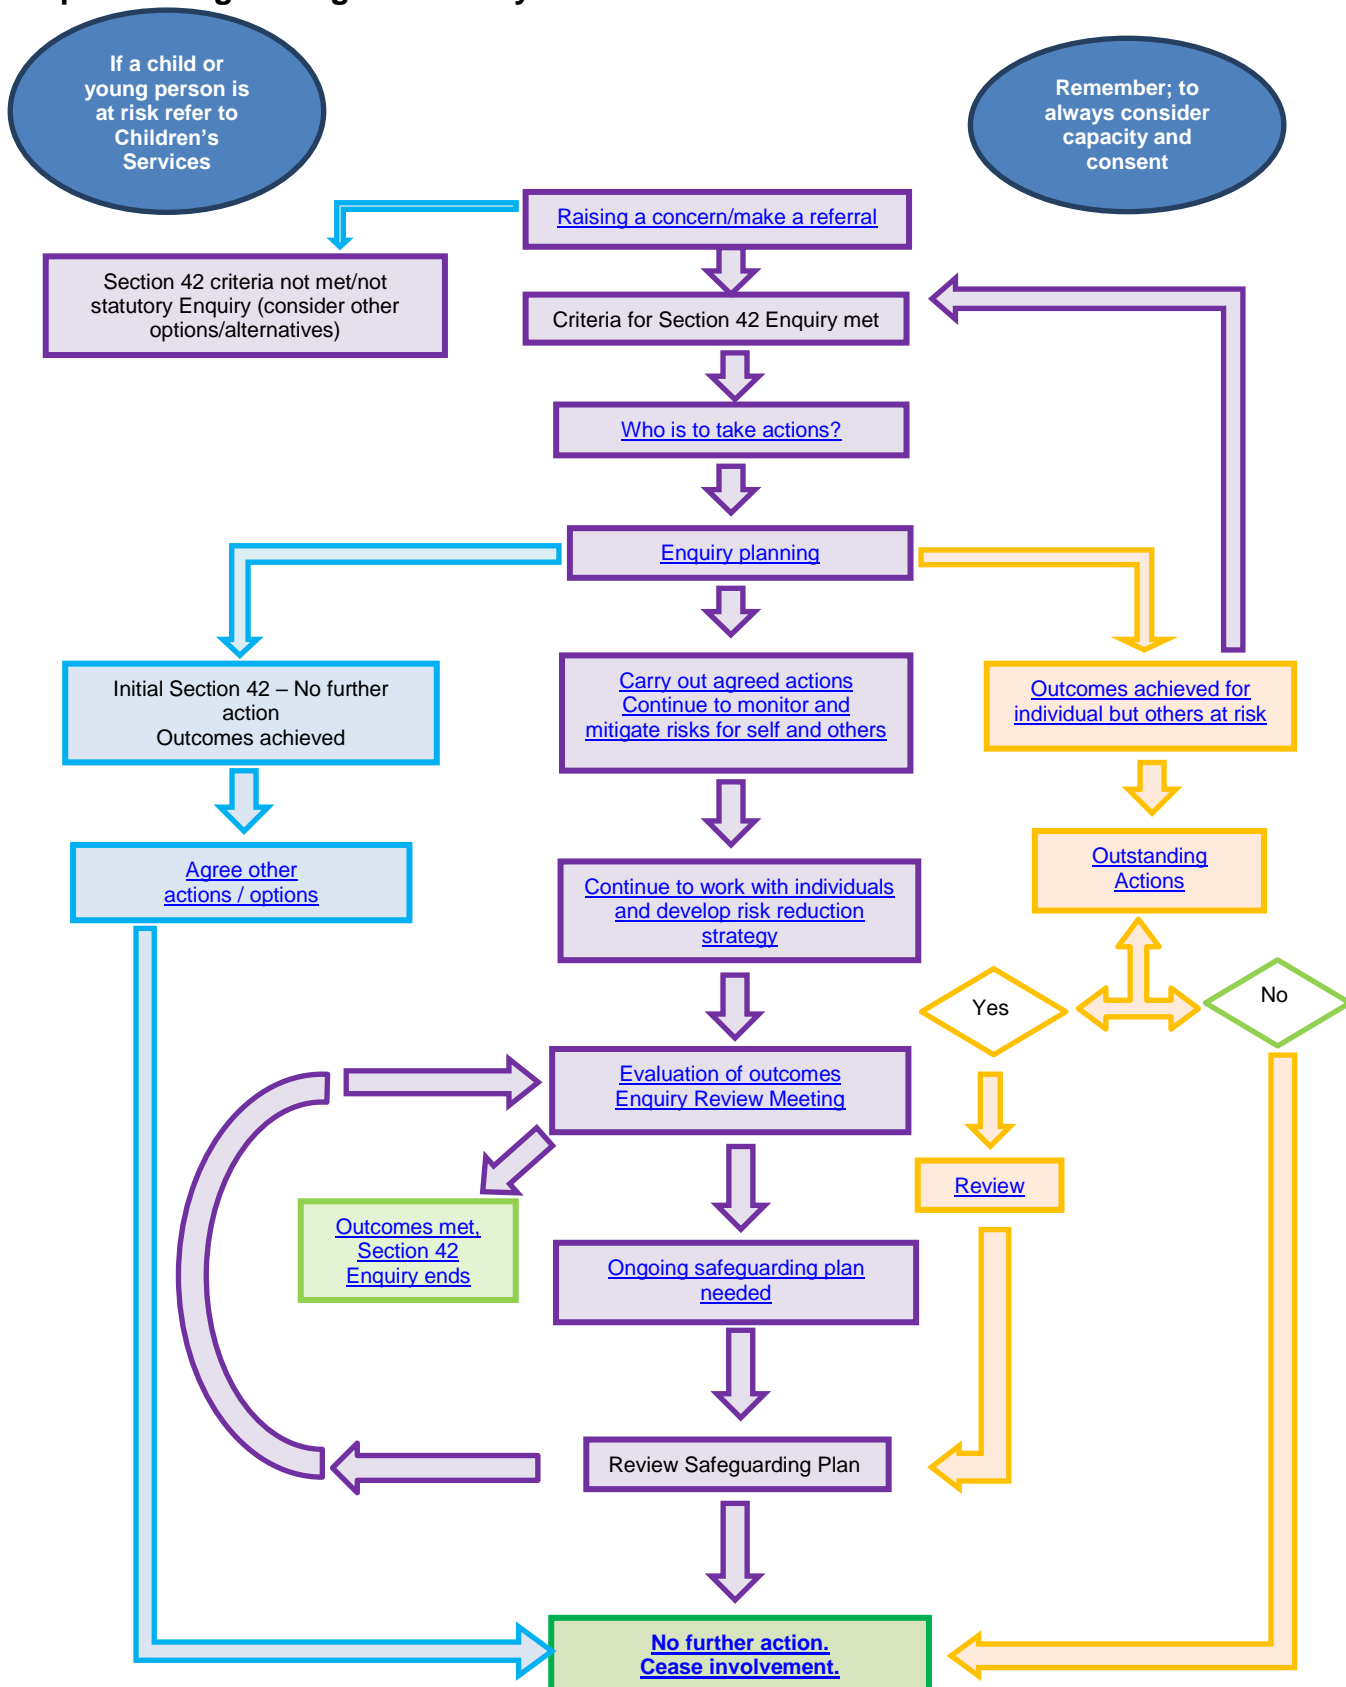 If a child or
young person is
at risk refer to
Children's
Services
Remember; to
always consider
capacity and
consent
Raising a concern/make a referral
Section 42 criteria not met/not
statutory Enquiry (consider other
options/alternatives)
Criteria for Section 42 Enquiry met
Who is to take actions?
Enquiry planning
Initial Section 42 – No further
action
Outcomes achieved
Carry out agreed actions
Continue to monitor and
mitigate risks for self and others
Outcomes achieved for
individual but others at risk
Agree other
actions / options
Continue to work with individuals
and develop risk reduction
strategy
Outstanding
Actions
Yes
No
Evaluation of outcomes
Enquiry Review Meeting
Review
Outcomes met,
Section 42
Enquiry ends
Ongoing safeguarding plan
needed
Review Safeguarding Plan
No further action.
Cease involvement.